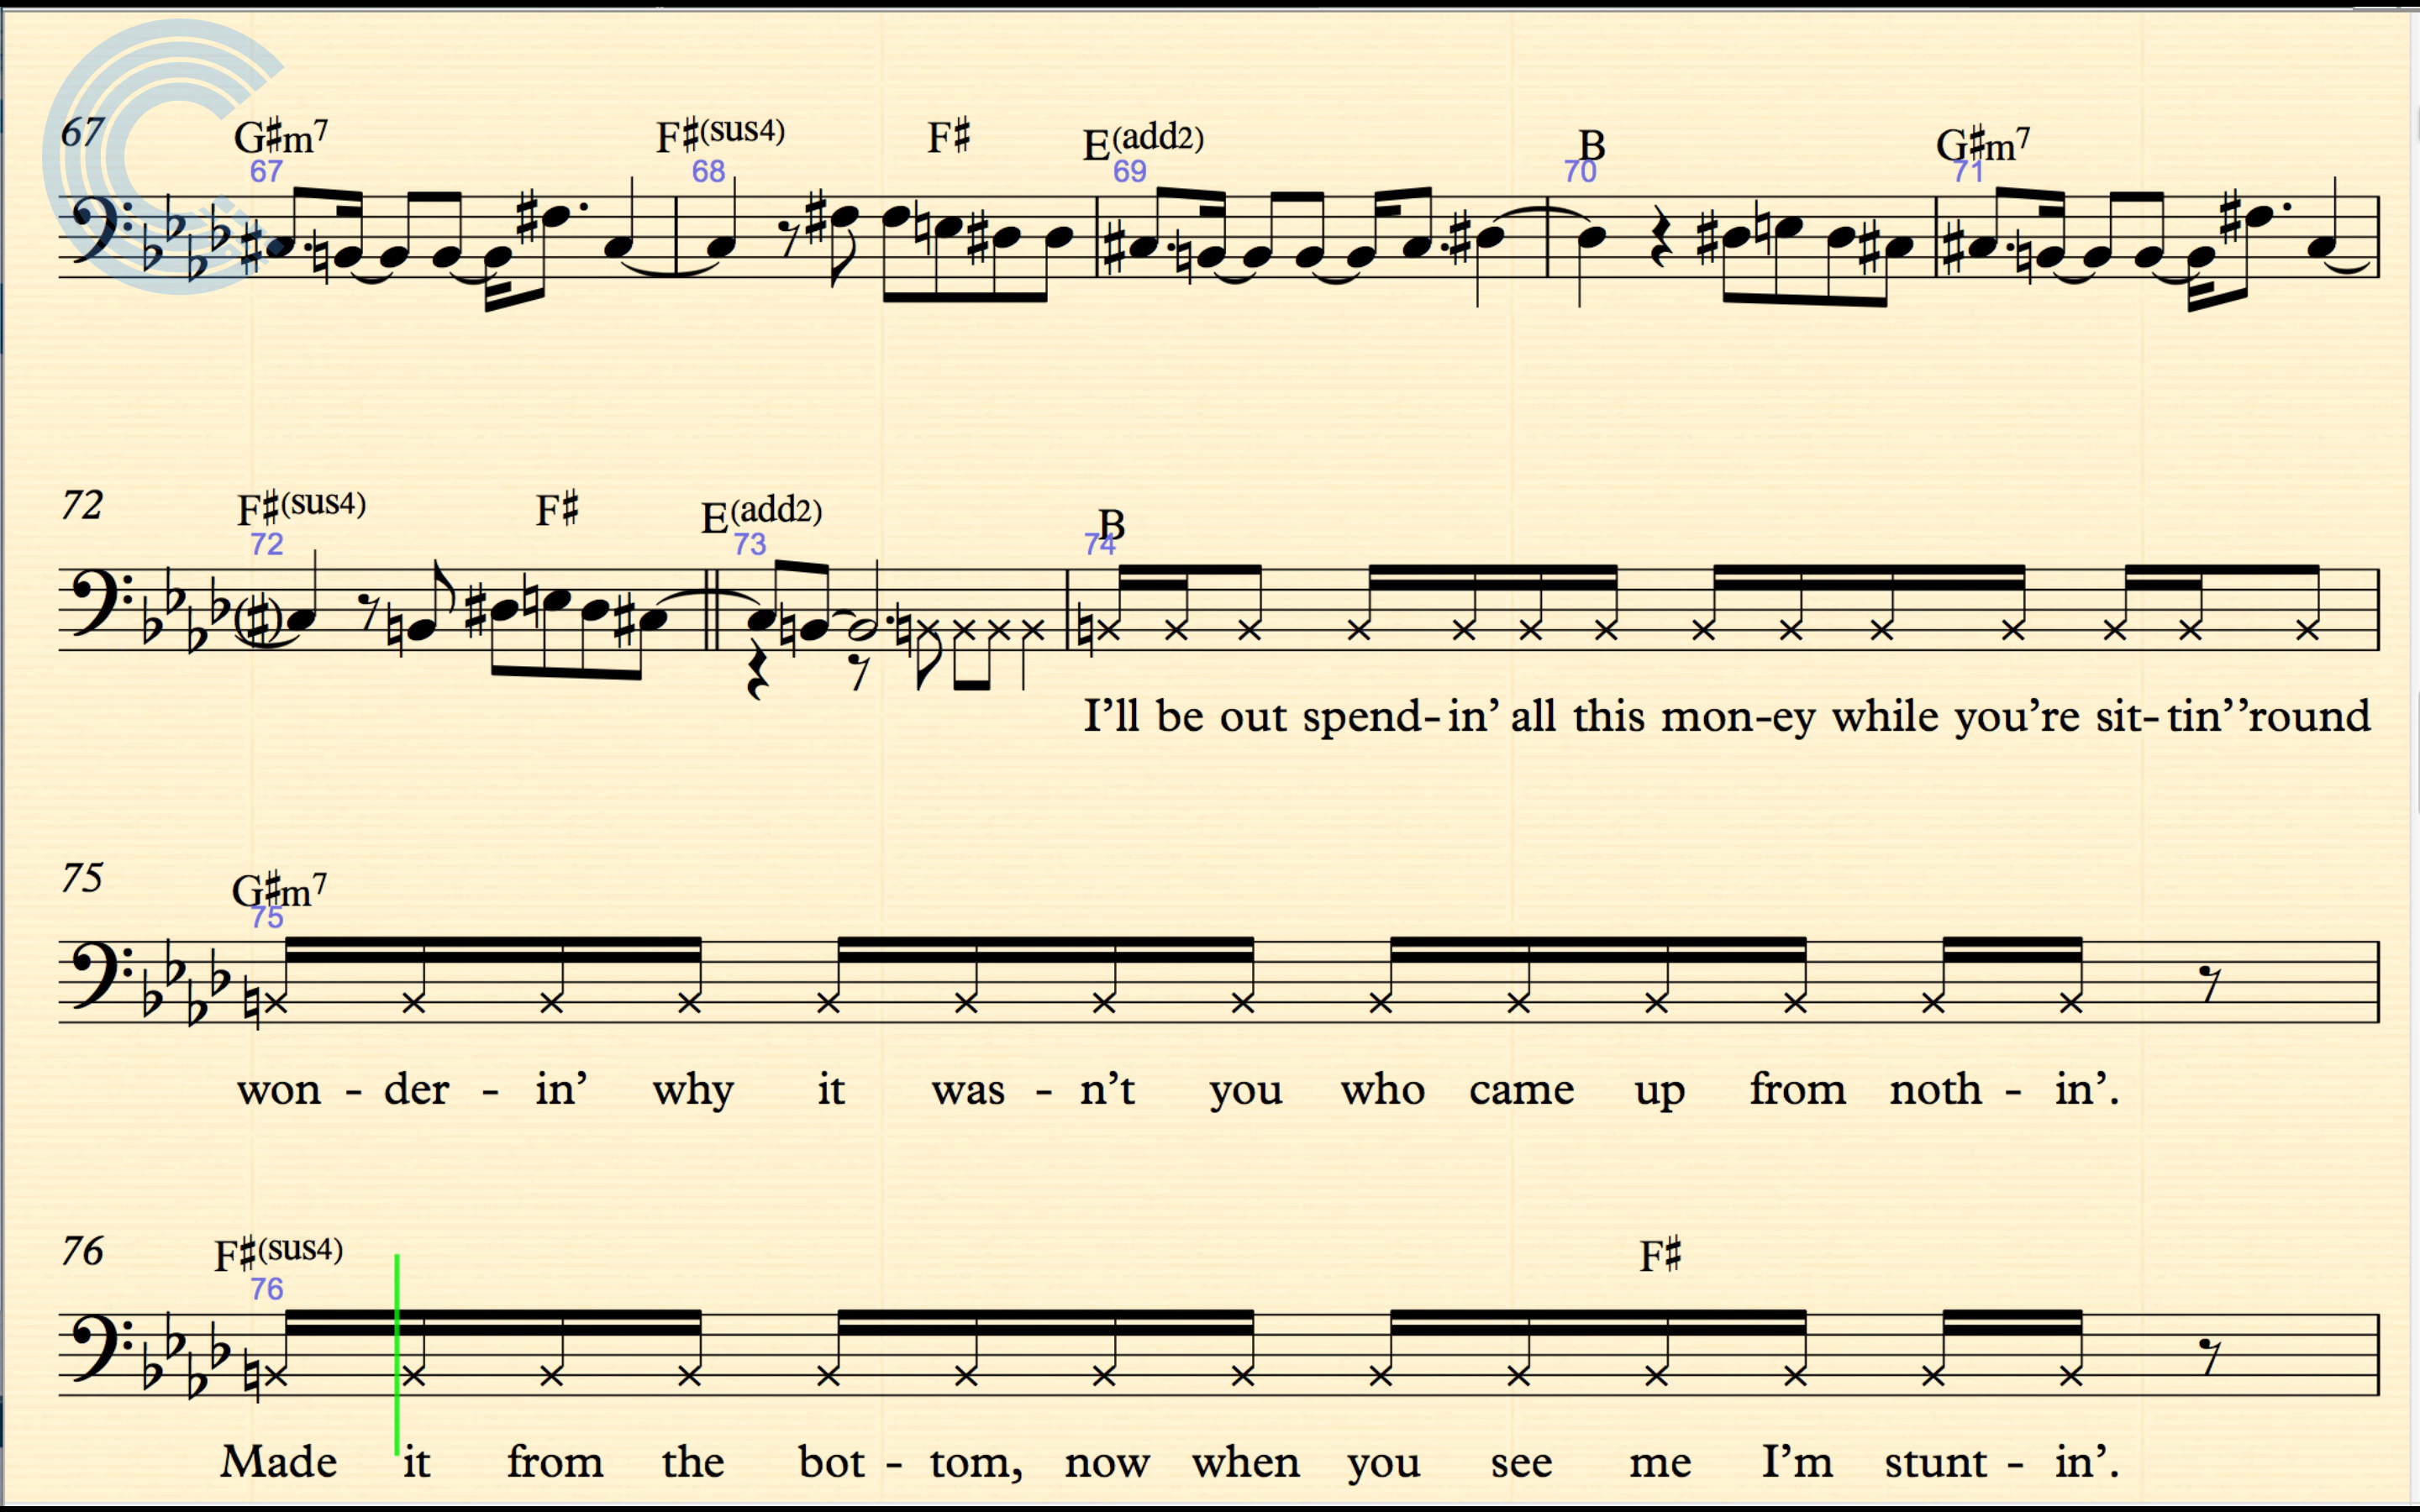 67 G♯m7 F♯(sus4) F♯ E(add2) B G♯m7
67 68 69 70 71
72 F♯(sus4) F♯ E(add2) B
72 73 74
I’ll be out spend-in’ all this mon-ey while you’re sit-tin’’round
75 G♯m7
75
won - der - in’ why it was - n’t you who came up from noth - in’.
76 F♯(sus4) F♯
76
Made it from the bot - tom, now when you see me I’m stunt - in’.